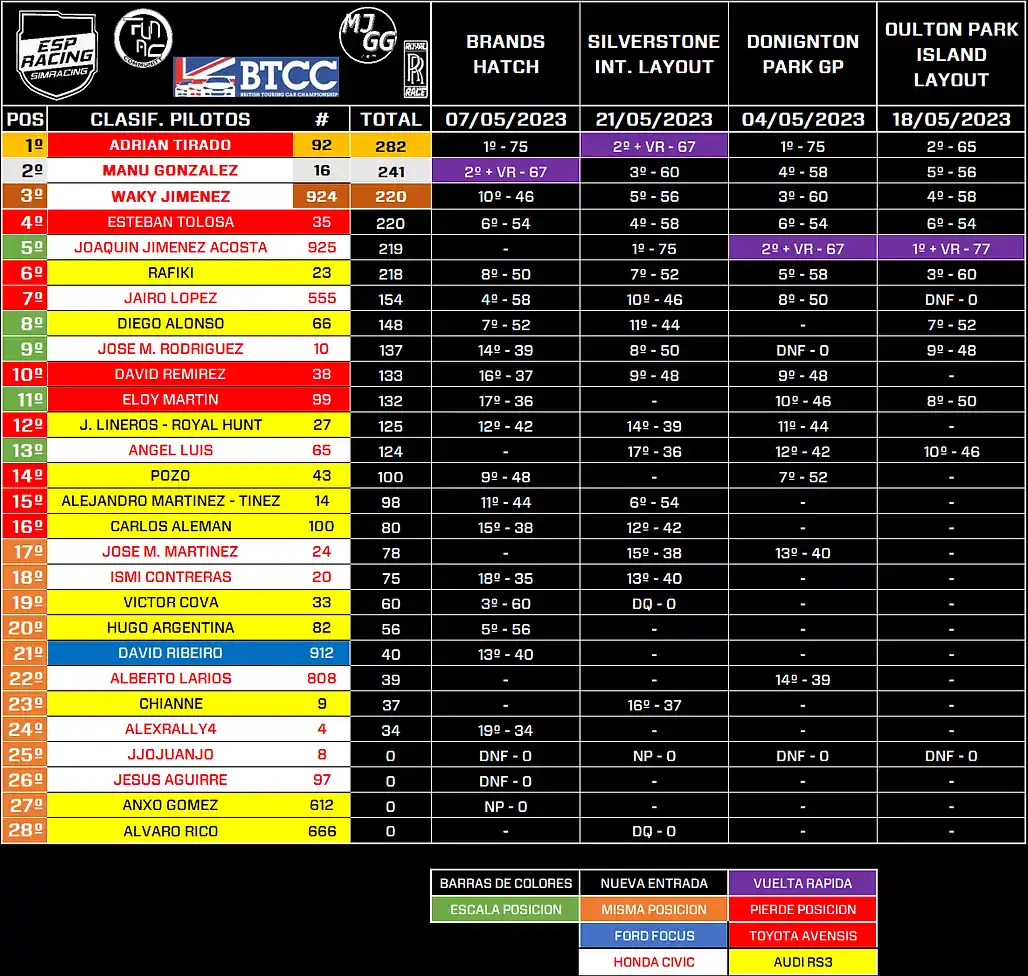 ESP
RACING
SIMRACING
FUN
NC
COMMUNITY
MJ
GG
ROYAL
R
RACE
BTCC
BRITISH TOURING CAR CHAMPIONSHIP
BRANDS HATCH SILVERSTONE INT. LAYOUT DONIGNTON PARK GP OULTON PARK ISLAND LAYOUT
POS CLASIF. PILOTOS # TOTAL 07/05/2023 21/05/2023 04/05/2023 18/05/2023
1º ADRIAN TIRADO 92 282 1º - 75 2º + VR - 67 1º - 75 2º - 65
2º MANU GONZALEZ 16 241 2º + VR - 67 3º - 60 4º - 58 5º - 56
3º WAKY JIMENEZ 924 220 10º - 46 5º - 56 3º - 60 4º - 58
4º ESTEBAN TOLOSA 35 220 6º - 54 4º - 58 6º - 54 6º - 54
5º JOAQUIN JIMENEZ ACOSTA 925 219 - 1º - 75 2º + VR - 67 1º + VR - 77
6º RAFIKI 23 218 8º - 50 7º - 52 5º - 58 3º - 60
7º JAIRO LOPEZ 555 154 4º - 58 10º - 46 8º - 50 DNF - 0
8º DIEGO ALONSO 66 148 7º - 52 11º - 44 - 7º - 52
9º JOSE M. RODRIGUEZ 10 137 14º - 39 8º - 50 DNF - 0 9º - 48
10º DAVID REMIREZ 38 133 16º - 37 9º - 48 9º - 48 -
11º ELOY MARTIN 99 132 17º - 36 - 10º - 46 8º - 50
12º J. LINEROS - ROYAL HUNT 27 125 12º - 42 14º - 39 11º - 44 -
13º ANGEL LUIS 65 124 - 17º - 36 12º - 42 10º - 46
14º POZO 43 100 9º - 48 - 7º - 52 -
15º ALEJANDRO MARTINEZ - TINEZ 14 98 11º - 44 6º - 54 - -
16º CARLOS ALEMAN 100 80 15º - 38 12º - 42 - -
17º JOSE M. MARTINEZ 24 78 - 15º - 38 13º - 40 -
18º ISMI CONTRERAS 20 75 18º - 35 13º - 40 - -
19º VICTOR COVA 33 60 3º - 60 DQ - 0 - -
20º HUGO ARGENTINA 82 56 5º - 56 - - -
21º DAVID RIBEIRO 912 40 13º - 40 - - -
22º ALBERTO LARIOS 808 39 - - 14º - 39 -
23º CHIANNE 9 37 - 16º - 37 - -
24º ALEXRALLY4 4 34 19º - 34 - - -
25º JJOJUANJO 8 0 DNF - 0 NP - 0 DNF - 0 DNF - 0
26º JESUS AGUIRRE 97 0 DNF - 0 - - -
27º ANXO GOMEZ 612 0 NP - 0 - - -
28º ALVARO RICO 666 0 - DQ - 0 - -
BARRAS DE COLORES NUEVA ENTRADA VUELTA RAPIDA
ESCALA POSICION MISMA POSICION PIERDE POSICION
FORD FOCUS TOYOTA AVENSIS
HONDA CIVIC AUDI RS3